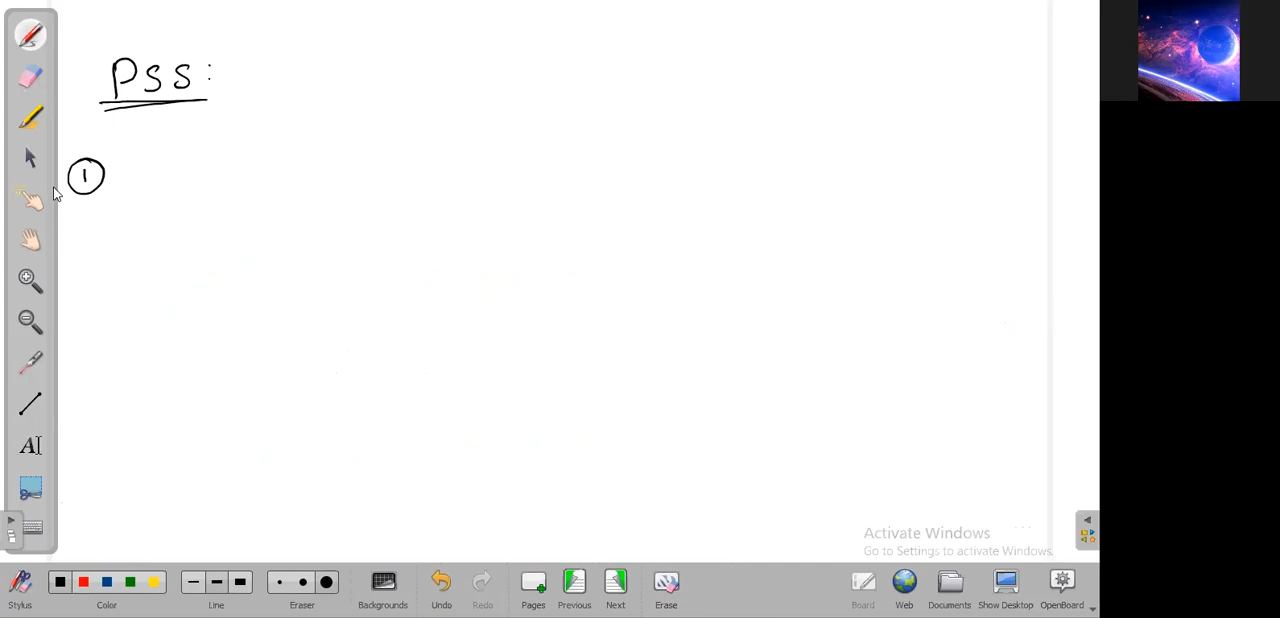 Pss:
1
A
Activate Windows
Go to Settings to activate Windows.
Stylus Color Line Eraser Backgrounds Undo Redo Pages Previous Next Erase Board Web Documents Show Desktop OpenBoard